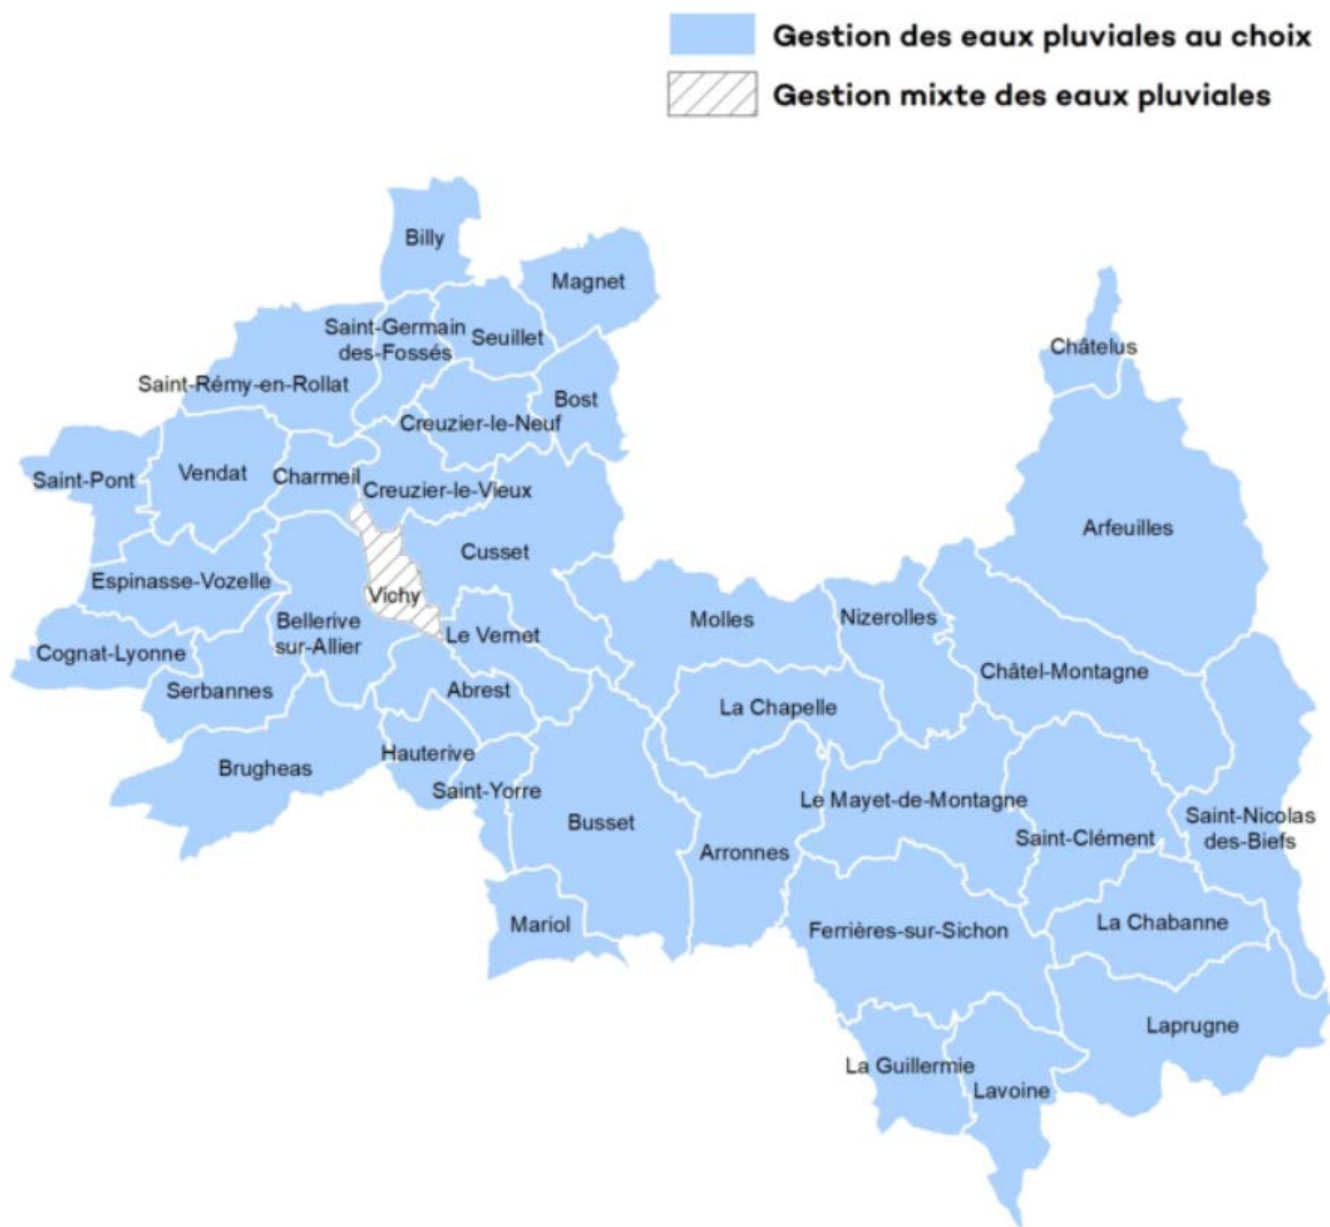 Gestion des eaux pluviales au choix
Gestion mixte des eaux pluviales
Billy
Magnet
Saint-Germain
des-Fossés
Seuillet
Châtelus
Saint-Rémy-en-Rollat
Bost
Creuzier-le-Neuf
Saint-Pont
Vendat
Charmeil
Creuzier-le-Vieux
Arfeuilles
Cusset
Espinasse-Vozelle
Vichy
Bellerive
sur-Allier
Le Vernet
Molles
Nizerolles
Cognat-Lyonne
Châtel-Montagne
Serbannes
Abrest
La Chapelle
Hauterive
Brugheas
Saint-Yorre
Le Mayet-de-Montagne
Busset
Saint-Nicolas
des-Biefs
Saint-Clément
Arronnes
Mariol
Ferrières-sur-Sichon
La Chabanne
Laprugne
La Guillermie
Lavoine